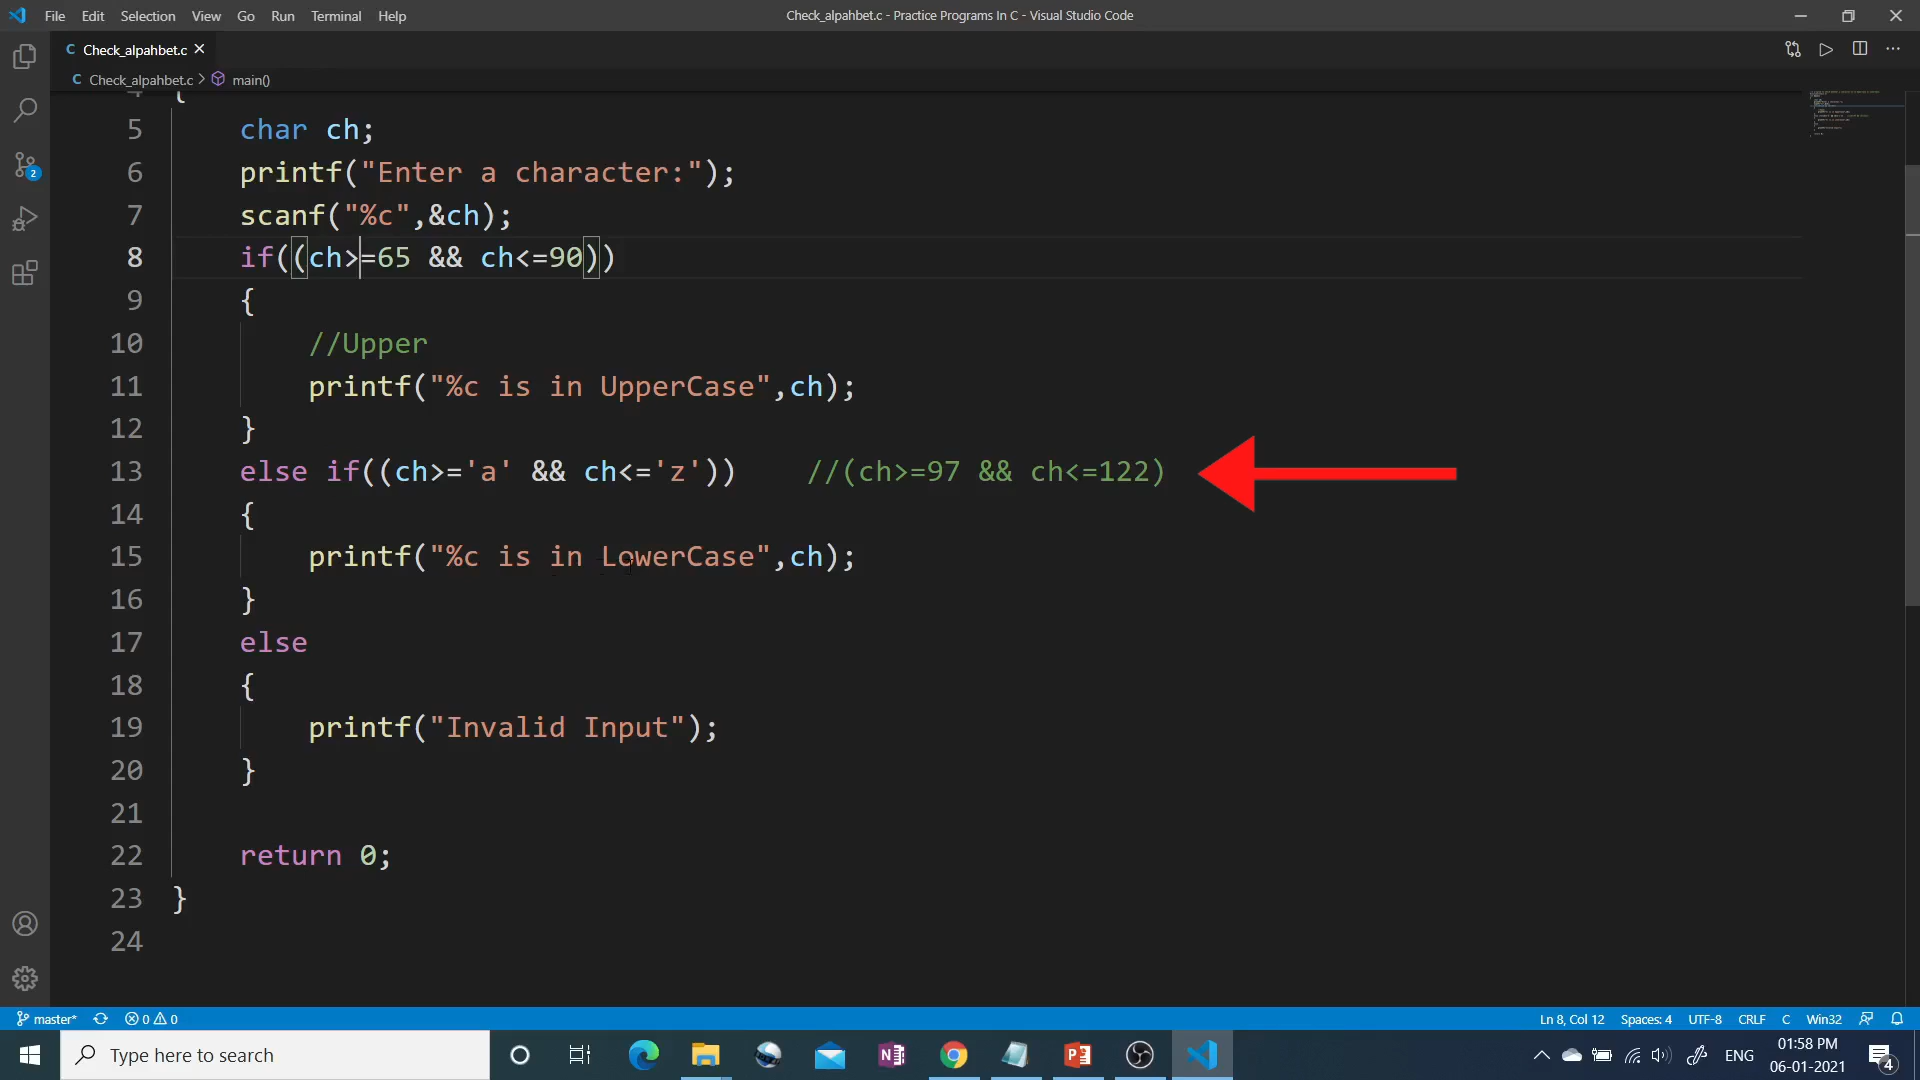 File Edit Selection View Go Run Terminal Help
Check_alpahbet.c - Practice Programs In C - Visual Studio Code
C Check_alpahbet.c ×
C Check_alpahbet.c > main()
4 {
5 char ch;
6 printf("Enter a character:");
7 scanf("%c",&ch);
8 if((ch>=65 && ch<=90))
9 {
10 //Upper
11 printf("%c is in UpperCase",ch);
12 }
13 else if((ch>='a' && ch<='z')) //(ch>=97 && ch<=122)
14 {
15 printf("%c is in LowerCase",ch);
16 }
17 else
18 {
19 printf("Invalid Input");
20 }
21
22 return 0;
23 }
24
2
master* 0 0
Ln 8, Col 12 Spaces: 4 UTF-8 CRLF C Win32
Type here to search
N
P
ENG
01:58 PM
06-01-2021
4